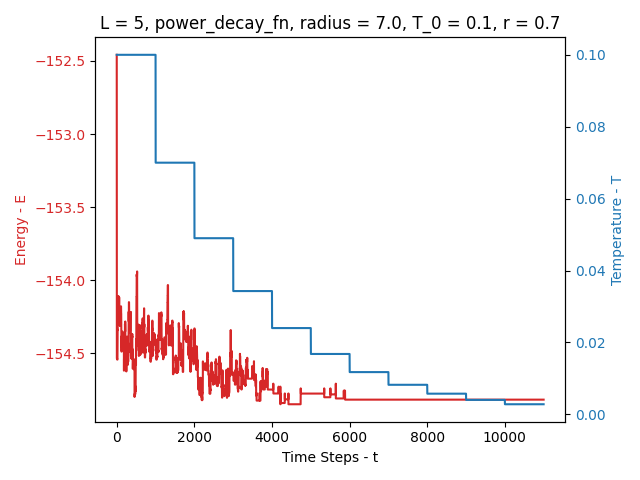 L = 5, power_decay_fn, radius = 7.0, T_0 = 0.1, r = 0.7
Energy - E
−152.5
−153.0
−153.5
−154.0
−154.5
0.10
0.08
0.06
0.04
0.02
0.00
Temperature - T
0 2000 4000 6000 8000 10000
Time Steps - t